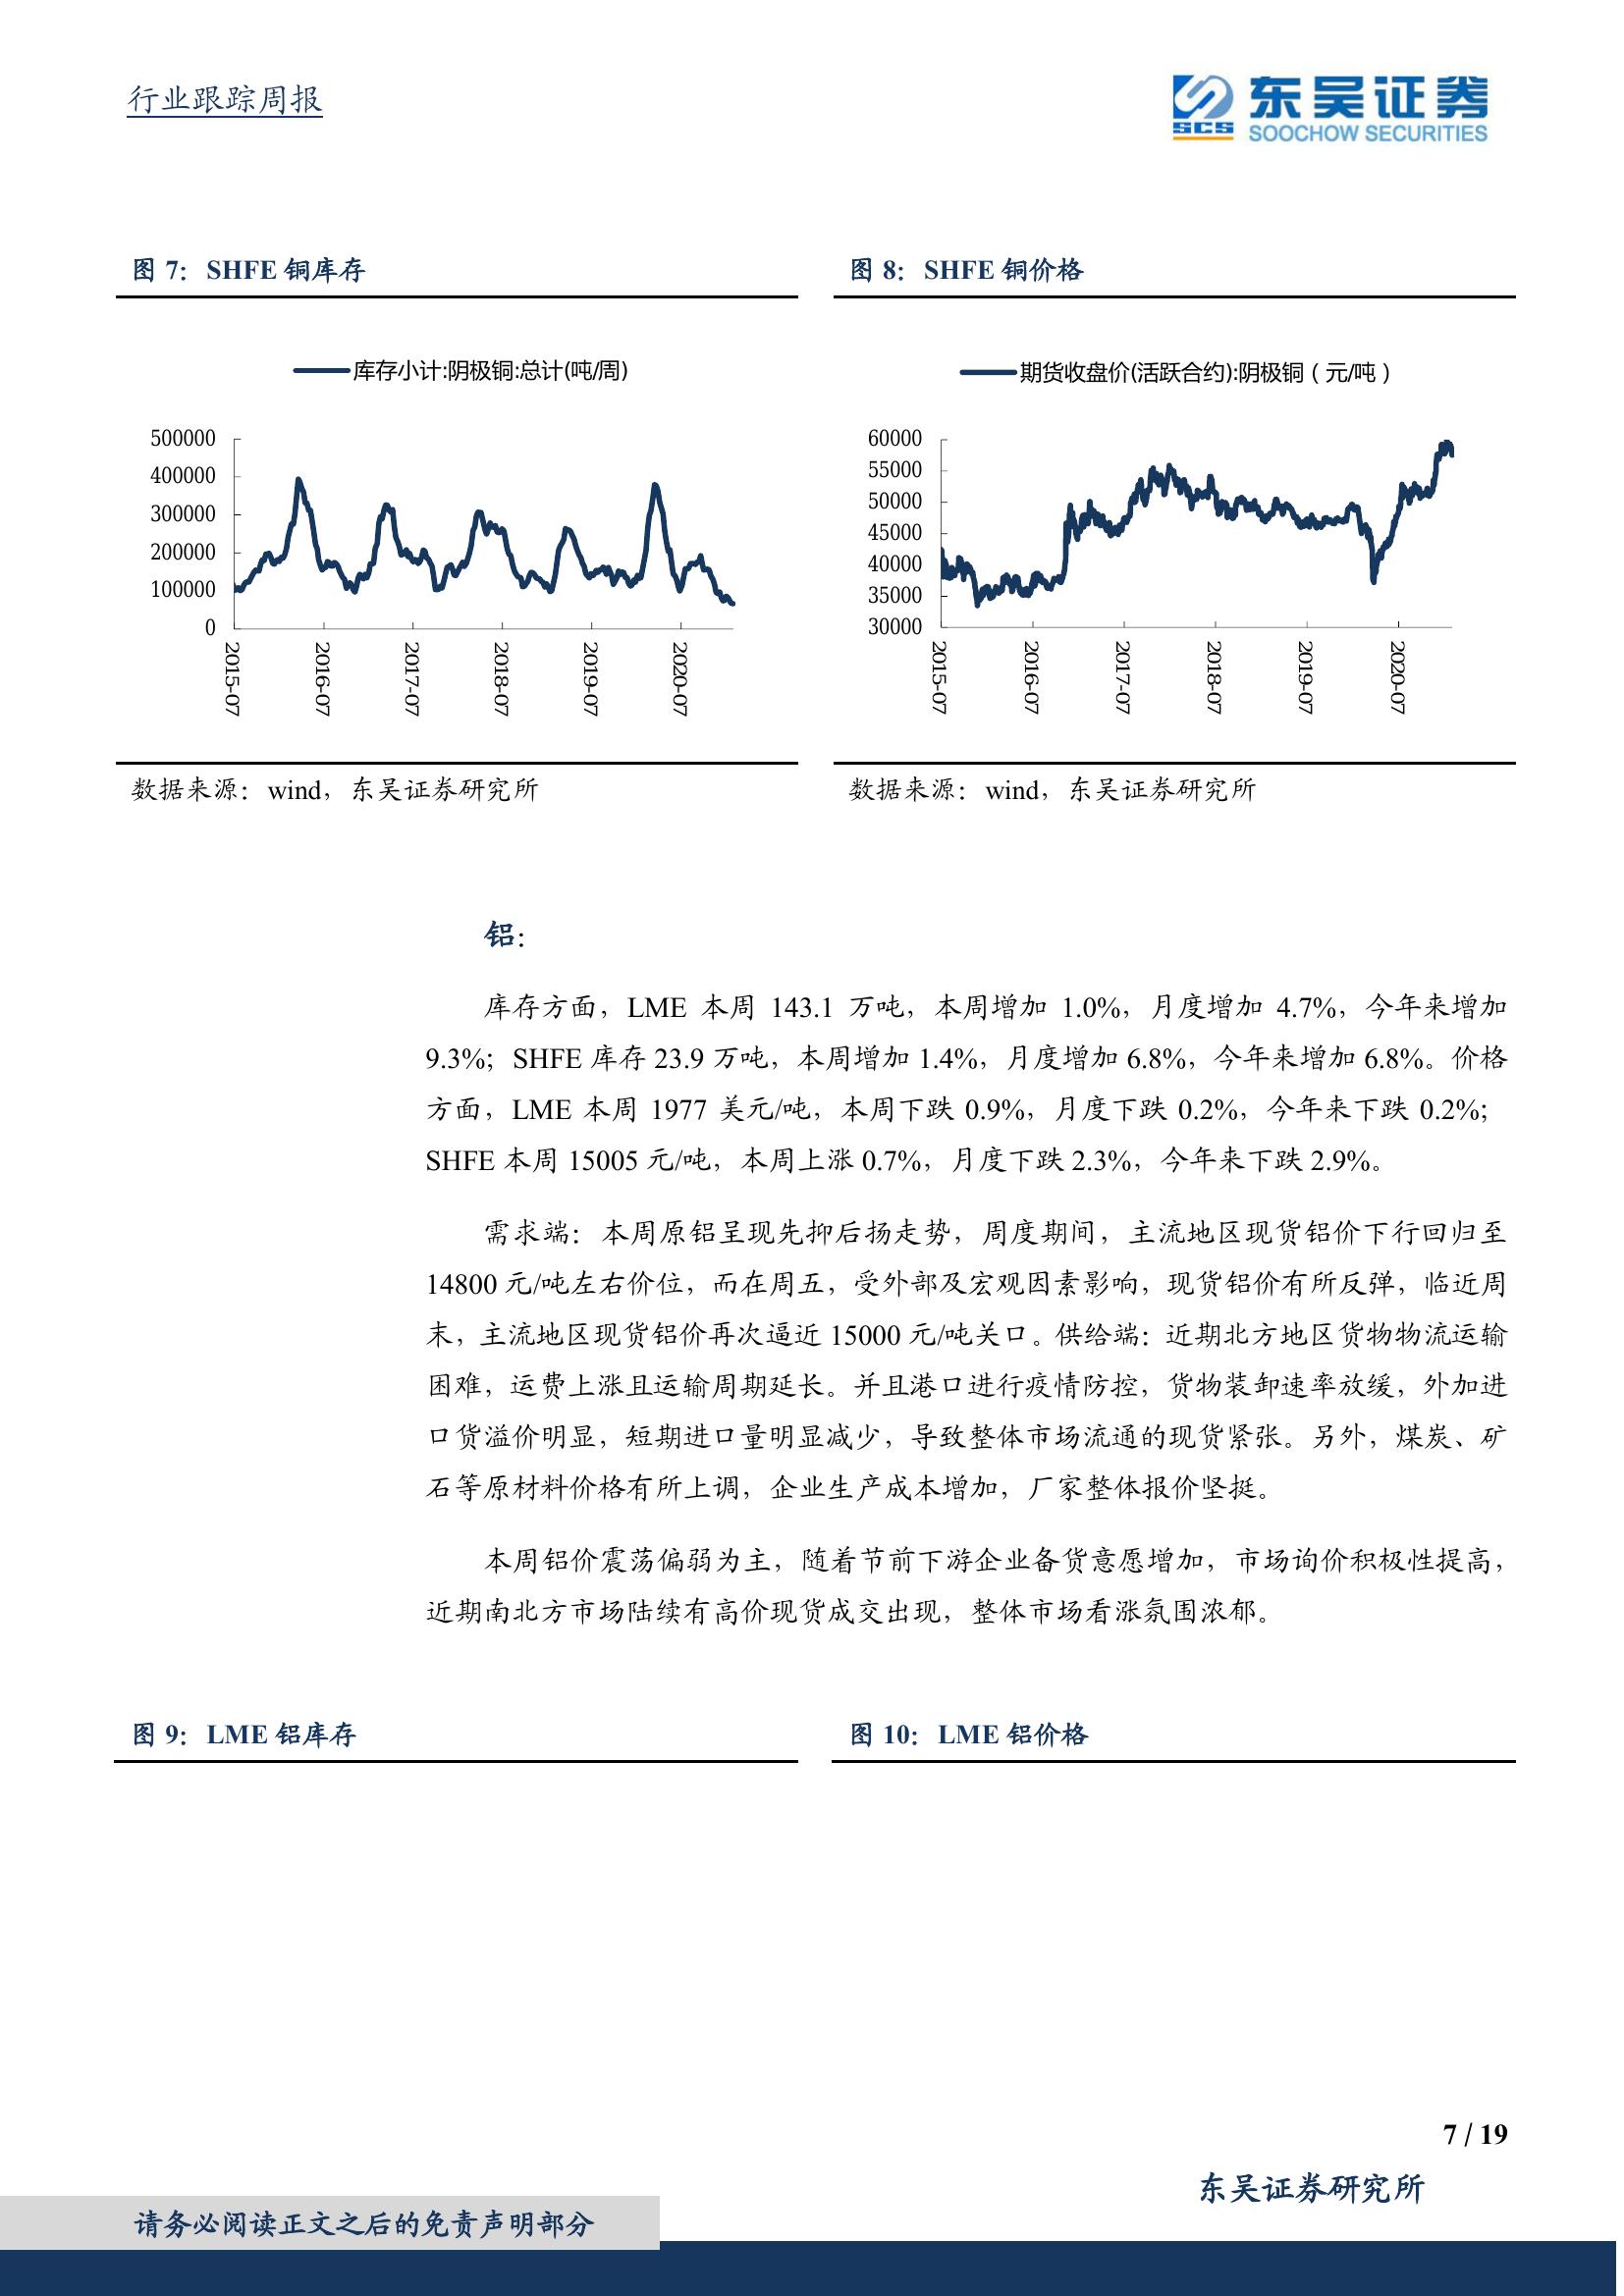 行业跟踪周报
SCS
东吴证券
SOOCHOW SECURITIES
图 7： SHFE 铜库存
库存小计:阴极铜:总计(吨/周)
500000
400000
300000
200000
100000
0
2015-07
2016-07
2017-07
2018-07
2019-07
2020-07
数据来源：wind，东吴证券研究所
图 8： SHFE 铜价格
期货收盘价(活跃合约):阴极铜（元/吨）
60000
55000
50000
45000
40000
35000
30000
2015-07
2016-07
2017-07
2018-07
2019-07
2020-07
数据来源：wind，东吴证券研究所
铝：
库存方面，LME 本周 143.1 万吨，本周增加 1.0%，月度增加 4.7%，今年来增加
9.3%；SHFE 库存 23.9 万吨，本周增加 1.4%，月度增加 6.8%，今年来增加 6.8%。价格
方面，LME 本周 1977 美元/吨，本周下跌 0.9%，月度下跌 0.2%，今年来下跌 0.2%；
SHFE 本周 15005 元/吨，本周上涨 0.7%，月度下跌 2.3%，今年来下跌 2.9%。
需求端：本周原铝呈现先抑后扬走势，周度期间，主流地区现货铝价下行回归至
14800 元/吨左右价位，而在周五，受外部及宏观因素影响，现货铝价有所反弹，临近周
末，主流地区现货铝价再次逼近 15000 元/吨关口。供给端：近期北方地区货物物流运输
困难，运费上涨且运输周期延长。并且港口进行疫情防控，货物装卸速率放缓，外加进
口货溢价明显，短期进口量明显减少，导致整体市场流通的现货紧张。另外，煤炭、矿
石等原材料价格有所上调，企业生产成本增加，厂家整体报价坚挺。
本周铝价震荡偏弱为主，随着节前下游企业备货意愿增加，市场询价积极性提高，
近期南北方市场陆续有高价现货成交出现，整体市场看涨氛围浓郁。
图 9： LME 铝库存
图 10： LME 铝价格
7 / 19
东吴证券研究所
请务必阅读正文之后的免责声明部分